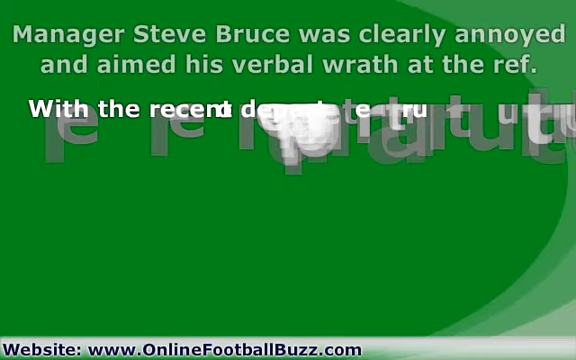 Manager Steve Bruce was clearly annoyed
and aimed his verbal wrath at the ref.
With the recent
Website: www.OnlineFootballBuzz.com